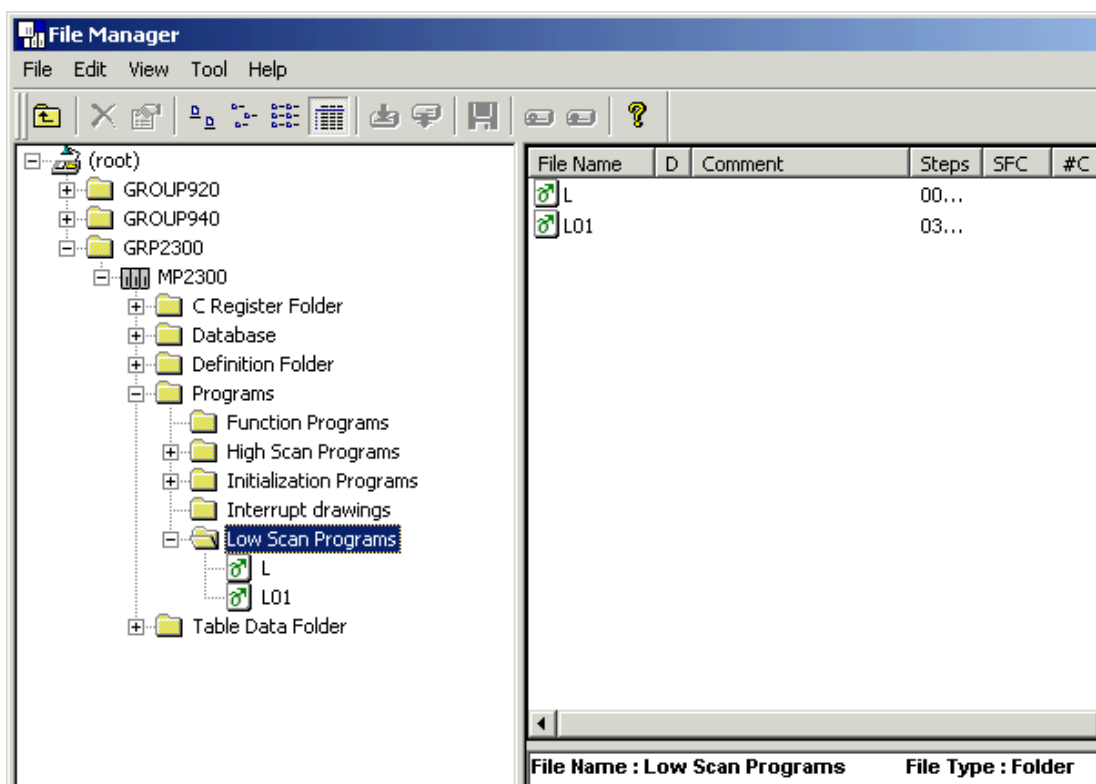 File Manager
File Edit View Tool Help
(root)
GROUP920
GROUP940
GRP2300
MP2300
C Register Folder
Database
Definition Folder
Programs
Function Programs
High Scan Programs
Initialization Programs
Interrupt drawings
Low Scan Programs
L
L01
Table Data Folder
File Name D Comment Steps SFC #C
L 00...
L01 03...
File Name : Low Scan Programs File Type : Folder